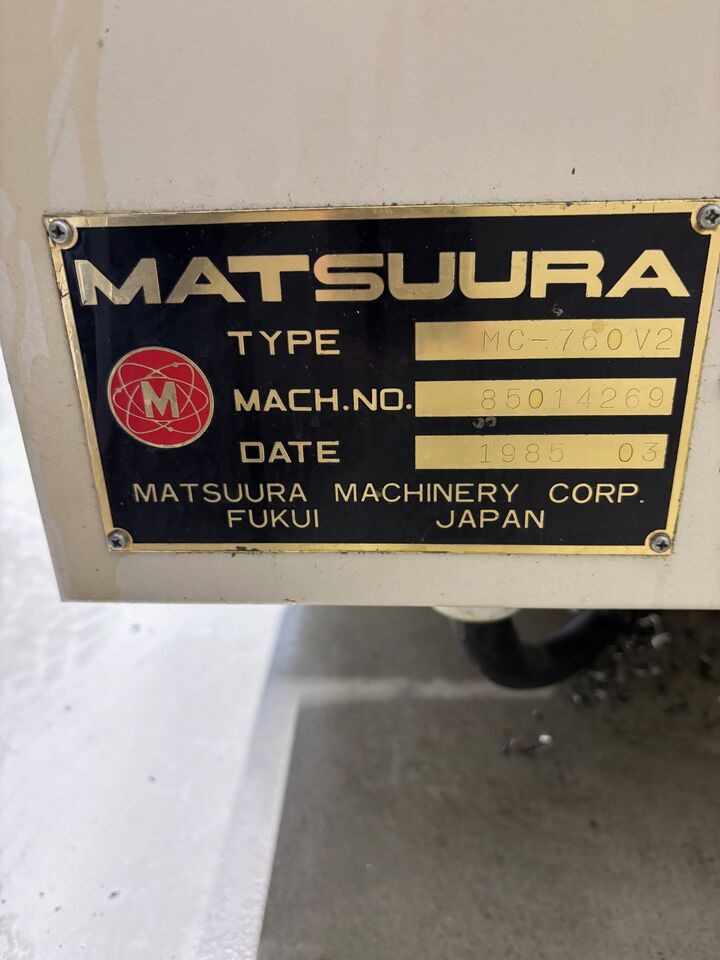 MATSUURA
TYPE MC-760V2
M
MACH.NO. 85014269
DATE 1985 03
MATSUURA MACHINERY CORP.
FUKUI JAPAN